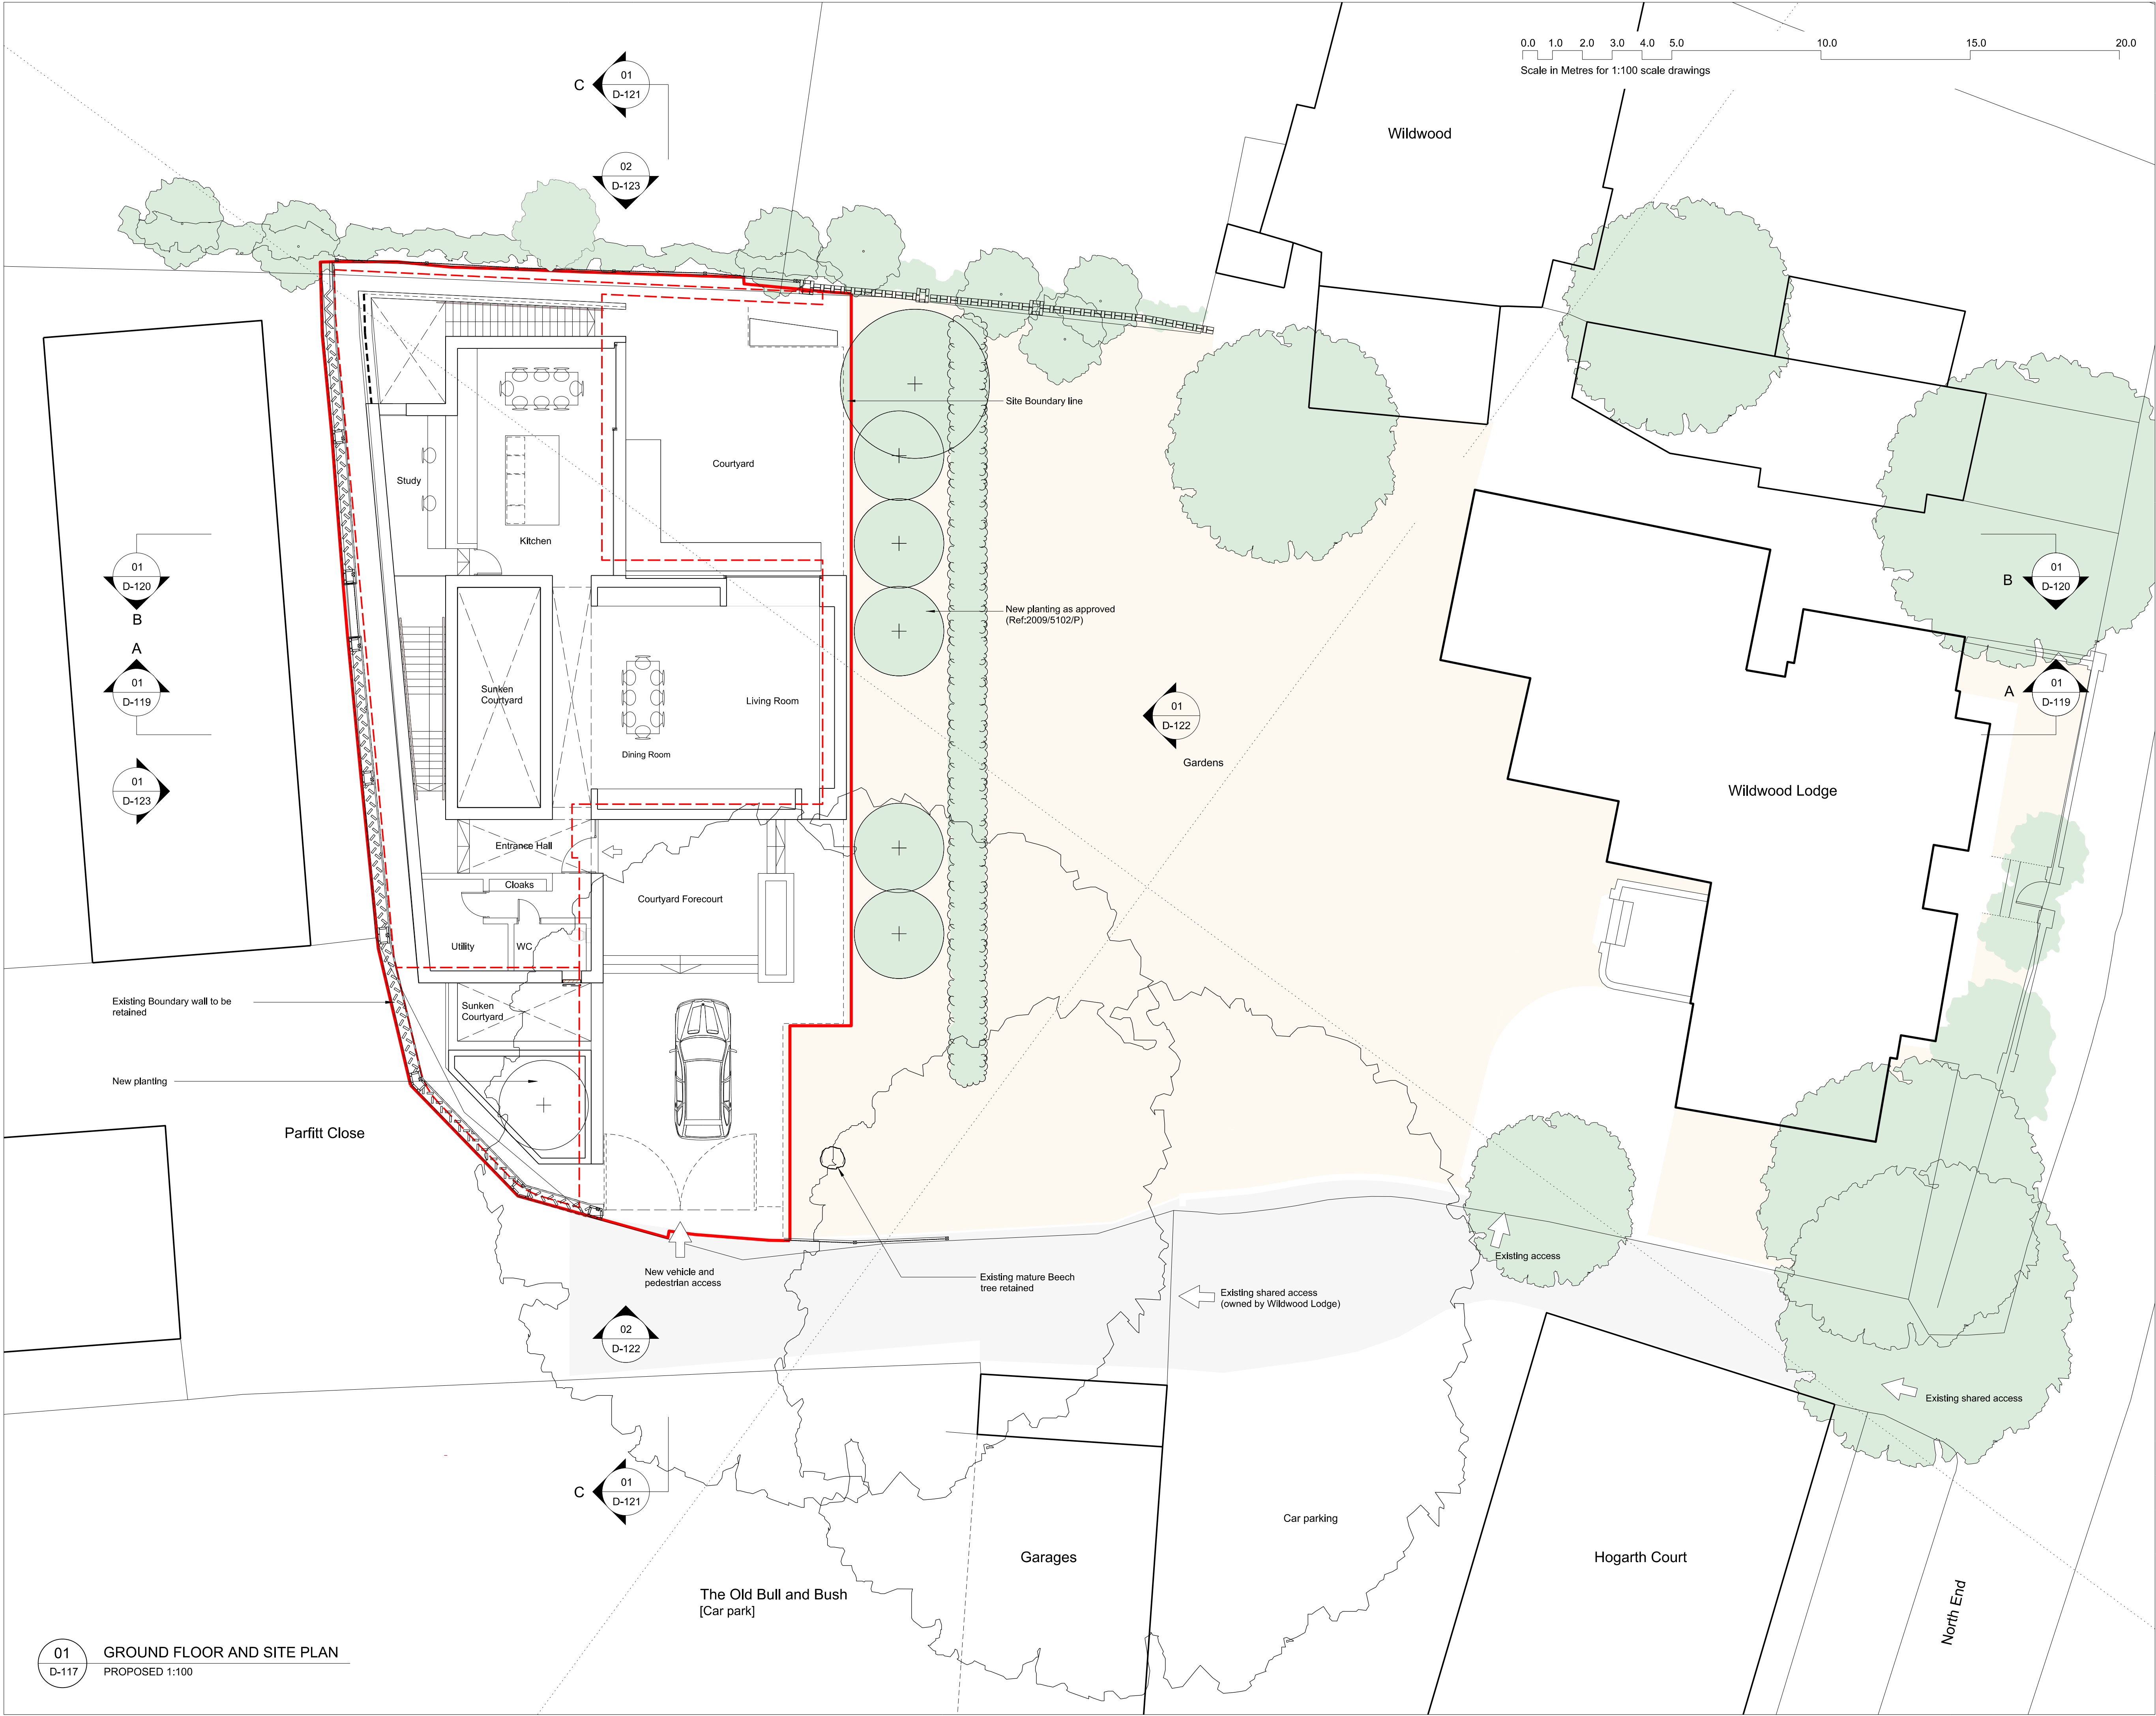 0.0 1.0 2.0 3.0 4.0 5.0 10.0 15.0 20.0
Scale in Metres for 1:100 scale drawings
C
01
D-121
02
D-123
Wildwood
Site Boundary line
Courtyard
Study
Kitchen
01
D-120
B
B
01
D-120
New planting as approved
(Ref:2009/5102/P)
A
01
D-119
A
01
D-119
Sunken
Courtyard
Living Room
01
D-122
Dining Room
Gardens
01
D-123
Wildwood Lodge
Entrance Hall
Cloaks
Courtyard Forecourt
Utility
WC
Existing Boundary wall to be
retained
Sunken
Courtyard
New planting
Parfitt Close
New vehicle and
pedestrian access
Existing mature Beech
tree retained
Existing access
Existing shared access
(owned by Wildwood Lodge)
02
D-122
Existing shared access
C
01
D-121
Car parking
Garages
Hogarth Court
The Old Bull and Bush
[Car park]
North End
01
D-117
GROUND FLOOR AND SITE PLAN
PROPOSED 1:100